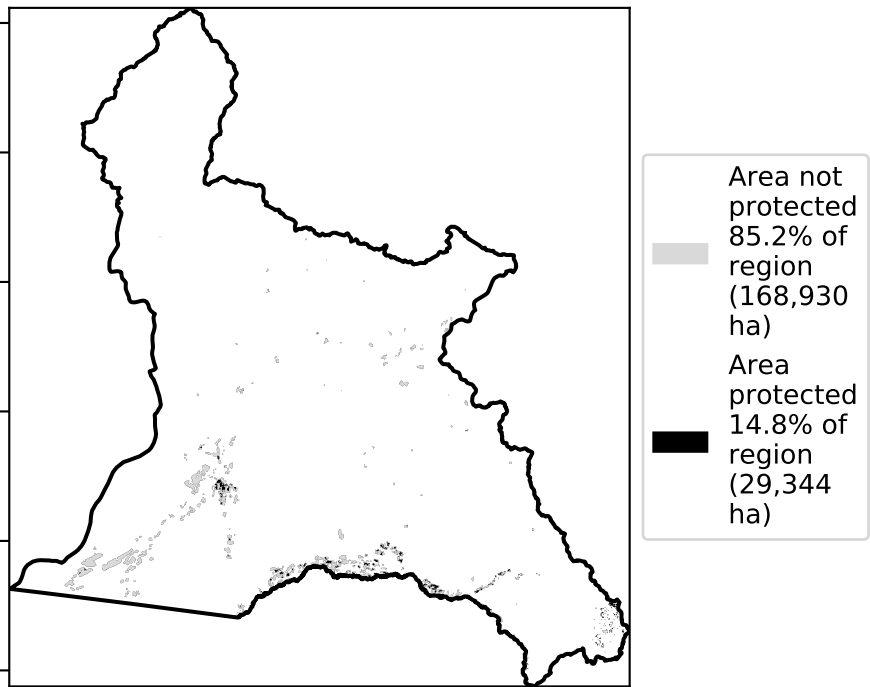 Area not
protected
85.2% of
region
(168,930
ha)
Area
protected
14.8% of
region
(29,344
ha)